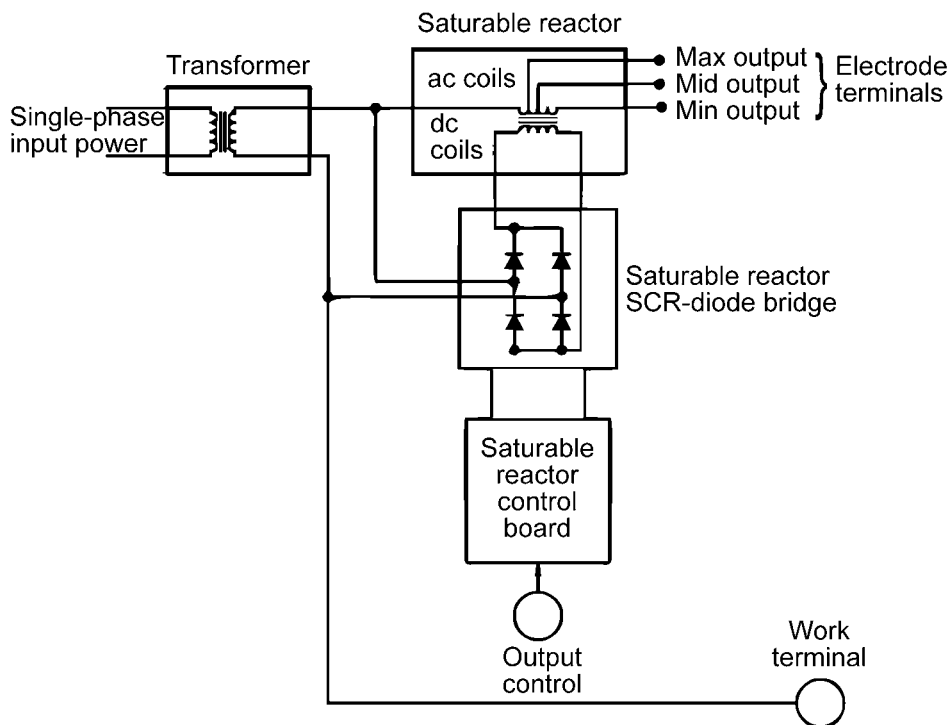 Saturable reactor
Transformer
ac coils
Max output
Mid output
Min output
Electrode
terminals
Single-phase
input power
dc
coils
Saturable reactor
SCR-diode bridge
Saturable
reactor
control
board
Output
control
Work
terminal